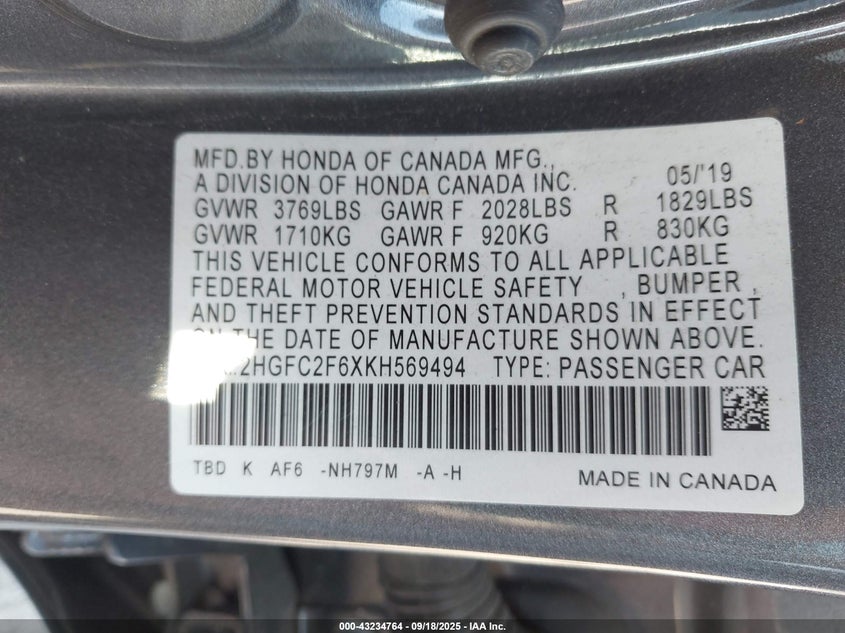 MFD.BY HONDA OF CANADA MFG.,
A DIVISION OF HONDA CANADA INC. 05/'19
GVWR 3769LBS GAWR F 2028LBS R 1829LBS
GVWR 1710KG GAWR F 920KG R 830KG
THIS VEHICLE CONFORMS TO ALL APPLICABLE
FEDERAL MOTOR VEHICLE SAFETY , BUMPER ,
AND THEFT PREVENTION STANDARDS IN EFFECT
ON THE DATE OF MANUFACTURE SHOWN ABOVE.
2HGFC2F6XKH569494 TYPE: PASSENGER CAR
TBD K AF6 -NH797M -A -H
MADE IN CANADA
000-43234764 - 09/18/2025 - IAA Inc.